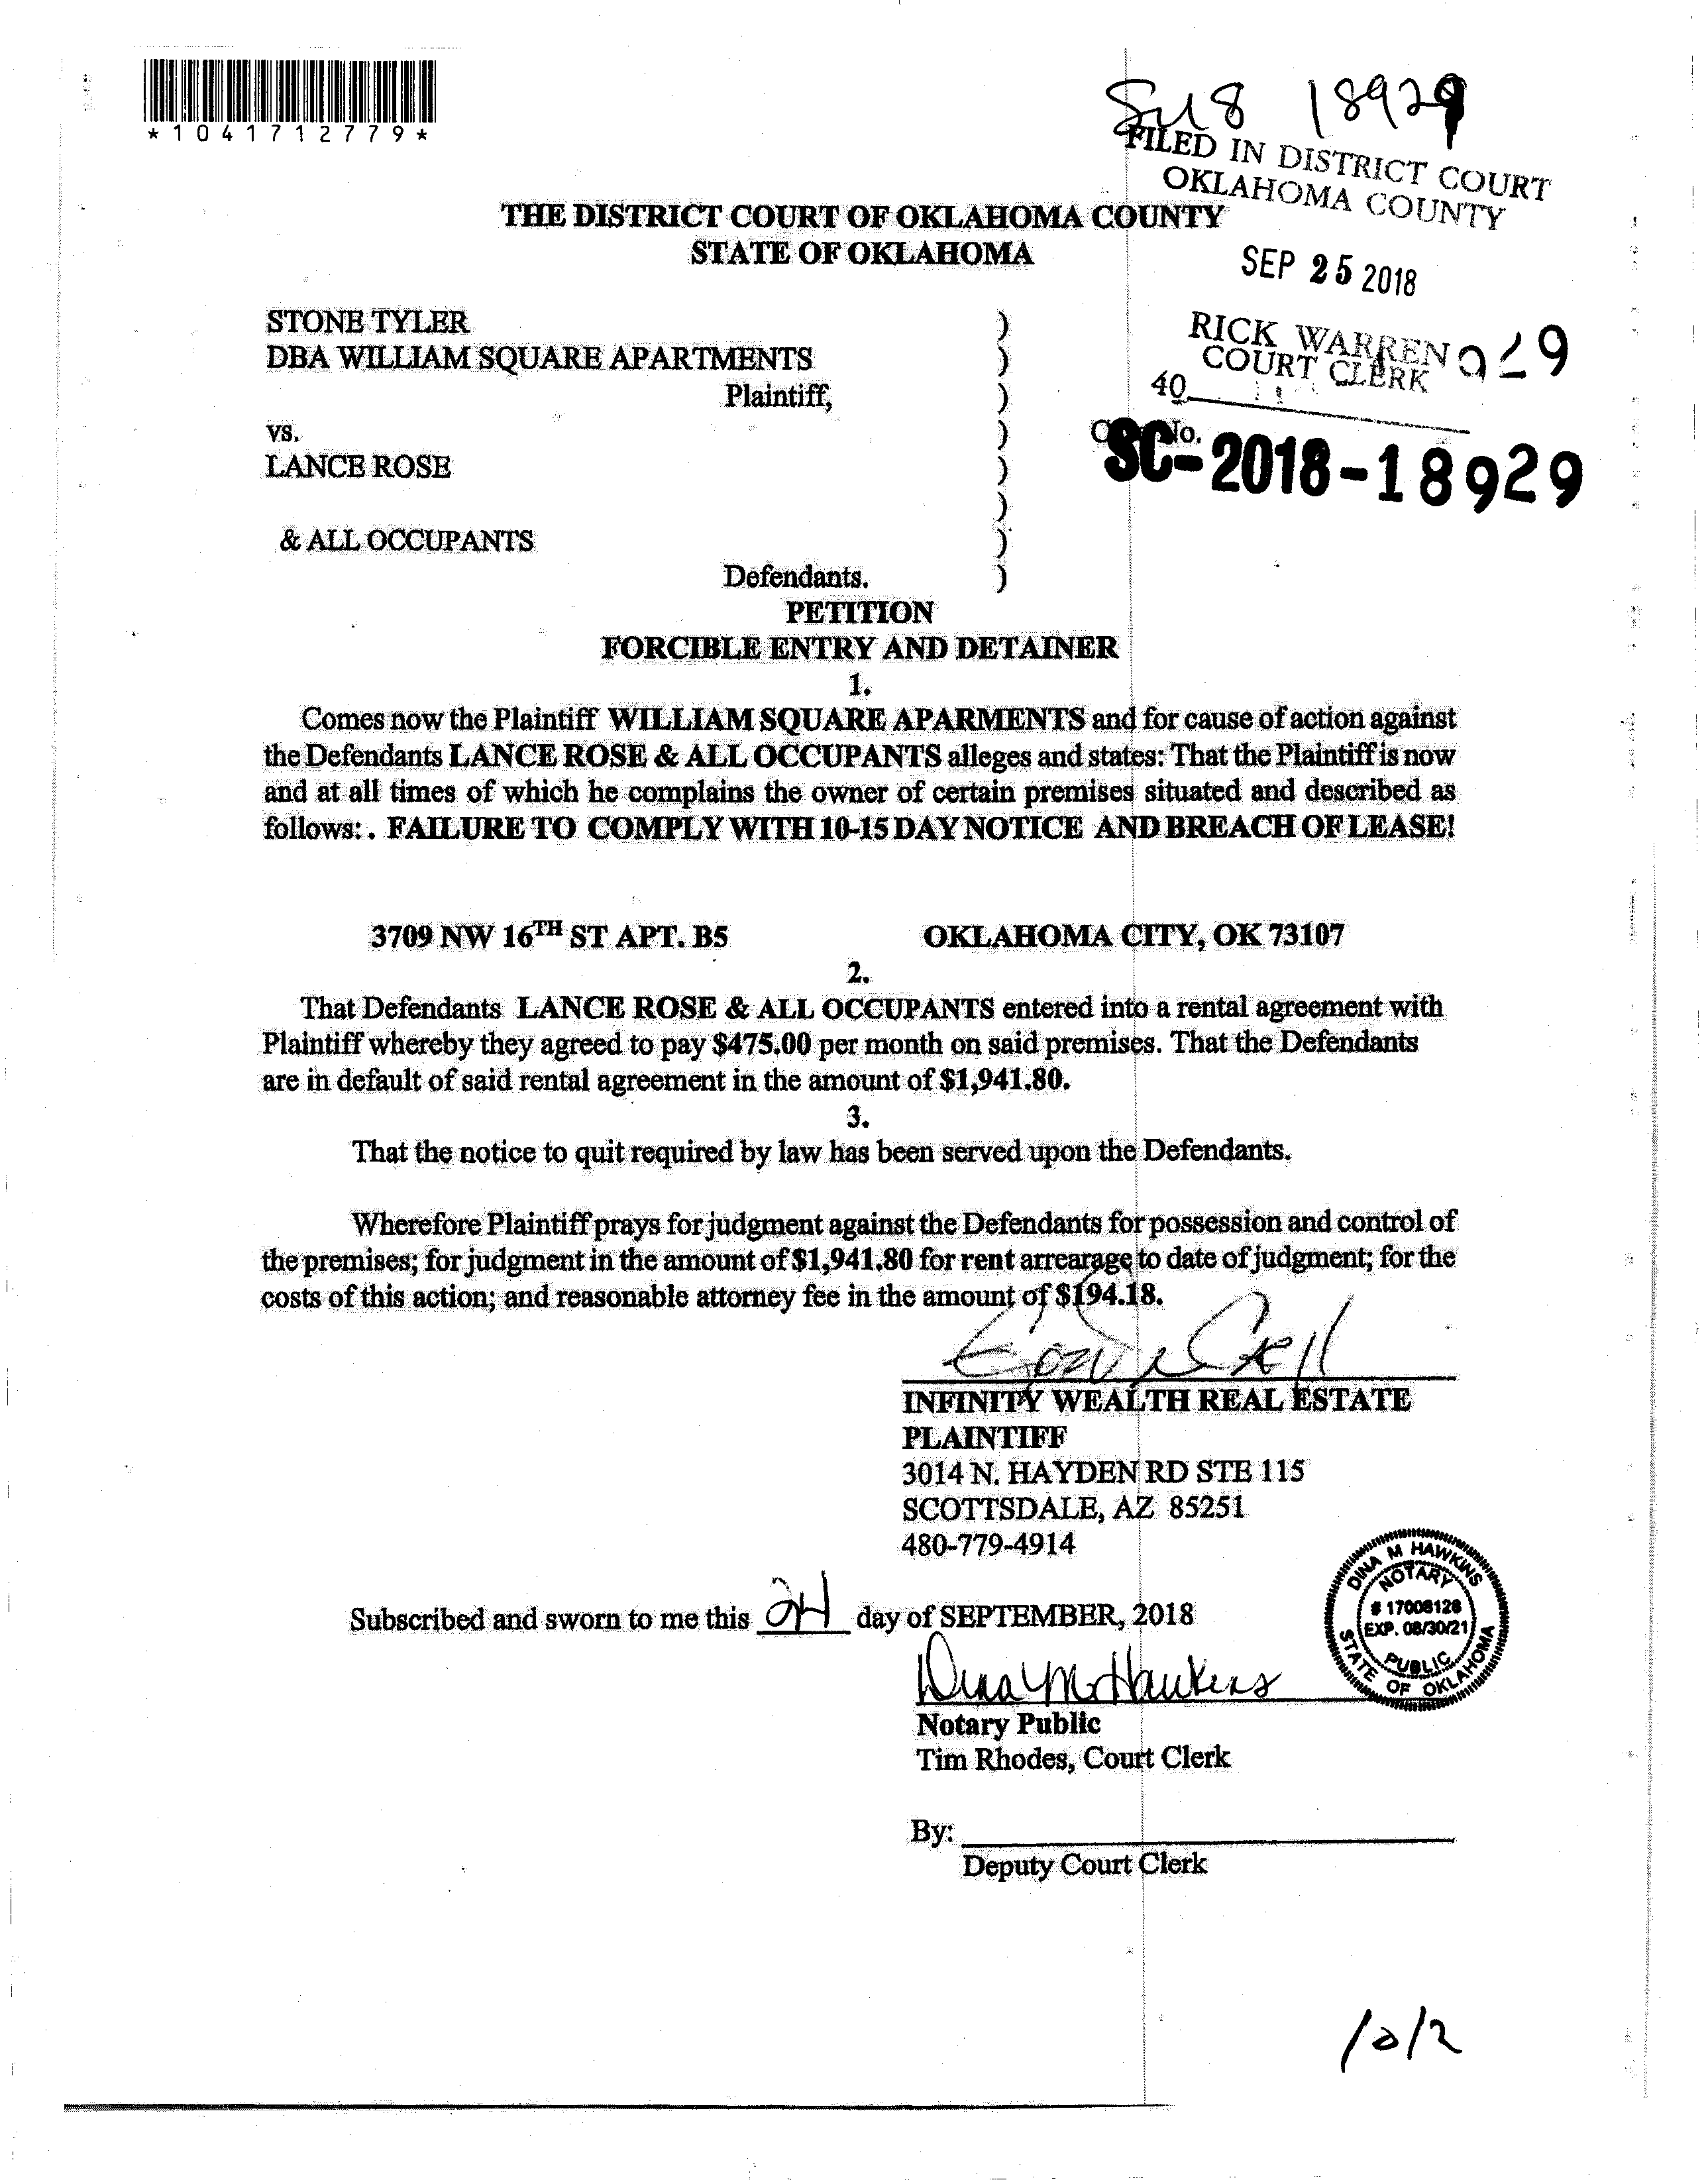 *1041712779*
Su8 18929
FILED IN DISTRICT COURT
OKLAHOMA COUNTY
THE DISTRICT COURT OF OKLAHOMA COUNTY
STATE OF OKLAHOMA
SEP 25 2018
STONE TYLER )
DBA WILLIAM SQUARE APARTMENTS )
Plaintiff, )
RICK WARREN
COURT CLERK
40
vs. )
LANCE ROSE )
)
SC-2018-18929
& ALL OCCUPANTS )
Defendants. )
PETITION
FORCIBLE ENTRY AND DETAINER
1.
Comes now the Plaintiff WILLIAM SQUARE APARMENTS and for cause of action against
the Defendants LANCE ROSE & ALL OCCUPANTS alleges and states: That the Plaintiff is now
and at all times of which he complains the owner of certain premises situated and described as
follows: . FAILURE TO COMPLY WITH 10-15 DAY NOTICE AND BREACH OF LEASE!
3709 NW 16TH ST APT. B5 OKLAHOMA CITY, OK 73107
2.
That Defendants LANCE ROSE & ALL OCCUPANTS entered into a rental agreement with
Plaintiff whereby they agreed to pay $475.00 per month on said premises. That the Defendants
are in default of said rental agreement in the amount of $1,941.80.
3.
That the notice to quit required by law has been served upon the Defendants.
Wherefore Plaintiff prays for judgment against the Defendants for possession and control of
the premises; for judgment in the amount of $1,941.80 for rent arrearage to date of judgment; for the
costs of this action; and reasonable attorney fee in the amount of $194.18.
INFINITY WEALTH REAL ESTATE
PLAINTIFF
3014 N. HAYDEN RD STE 115
SCOTTSDALE, AZ 85251
480-779-4914
Subscribed and sworn to me this 24 day of SEPTEMBER, 2018
Dina M Hawkins
DINA M HAWKINS
NOTARY
# 17008128
EXP. 08/30/21
PUBLIC
STATE OF OKLAHOMA
Notary Public
Tim Rhodes, Court Clerk
By:
Deputy Court Clerk
10/2